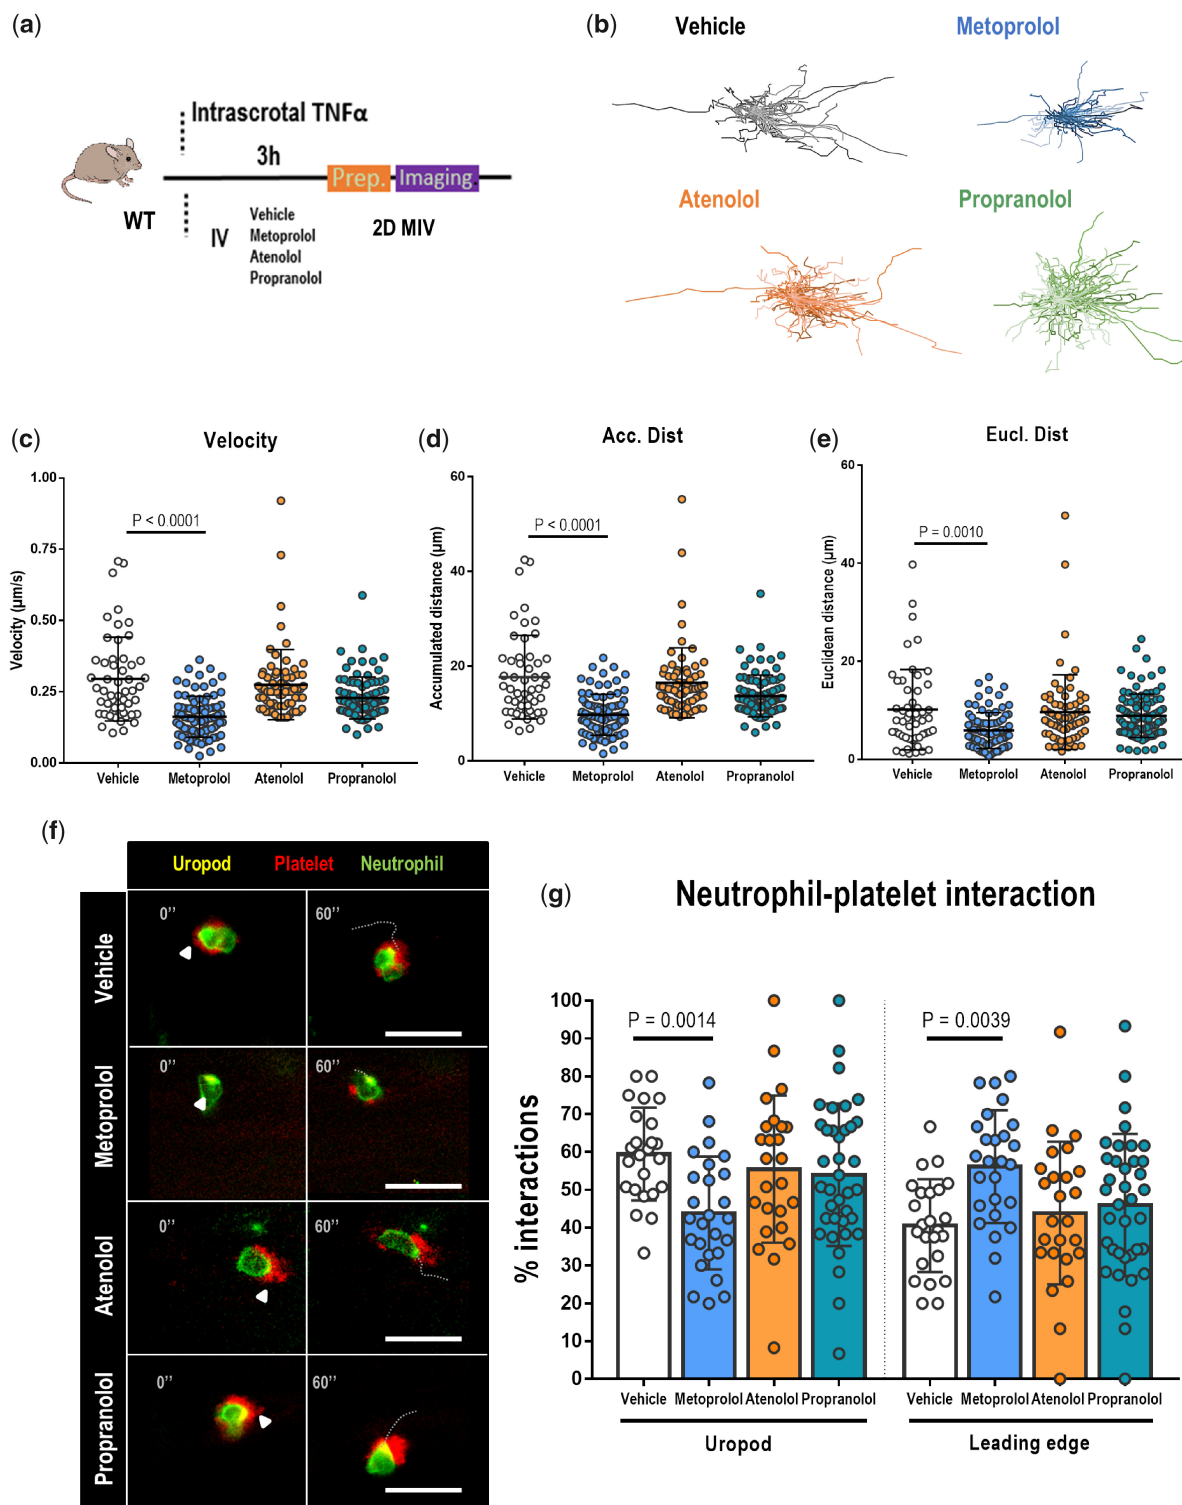 (a)
Intrascrotal TNFα
3h
Prep. Imaging.
WT
IV
Vehicle
Metoprolol
Atenolol
Propranolol
2D MIV
(b)
Vehicle Metoprolol
Atenolol Propranolol
(c) Velocity
Velocity (µm/s)
1.00
0.75
0.50
0.25
0.00
P < 0.0001
Vehicle Metoprolol Atenolol Propranolol
(d) Acc. Dist
Accumulated distance (µm)
60
40
20
0
P < 0.0001
Vehicle Metoprolol Atenolol Propranolol
(e) Eucl. Dist
Euclidean distance (µm)
60
40
20
0
P = 0.0010
Vehicle Metoprolol Atenolol Propranolol
(f)
Uropod Platelet Neutrophil
Vehicle
0'' 60''
Metoprolol
0'' 60''
Atenolol
0'' 60''
Propranolol
0'' 60''
(g) Neutrophil-platelet interaction
% interactions
100
90
80
70
60
50
40
30
20
10
0
P = 0.0014 P = 0.0039
Vehicle Metoprolol Atenolol Propranolol Vehicle Metoprolol Atenolol Propranolol
Uropod Leading edge